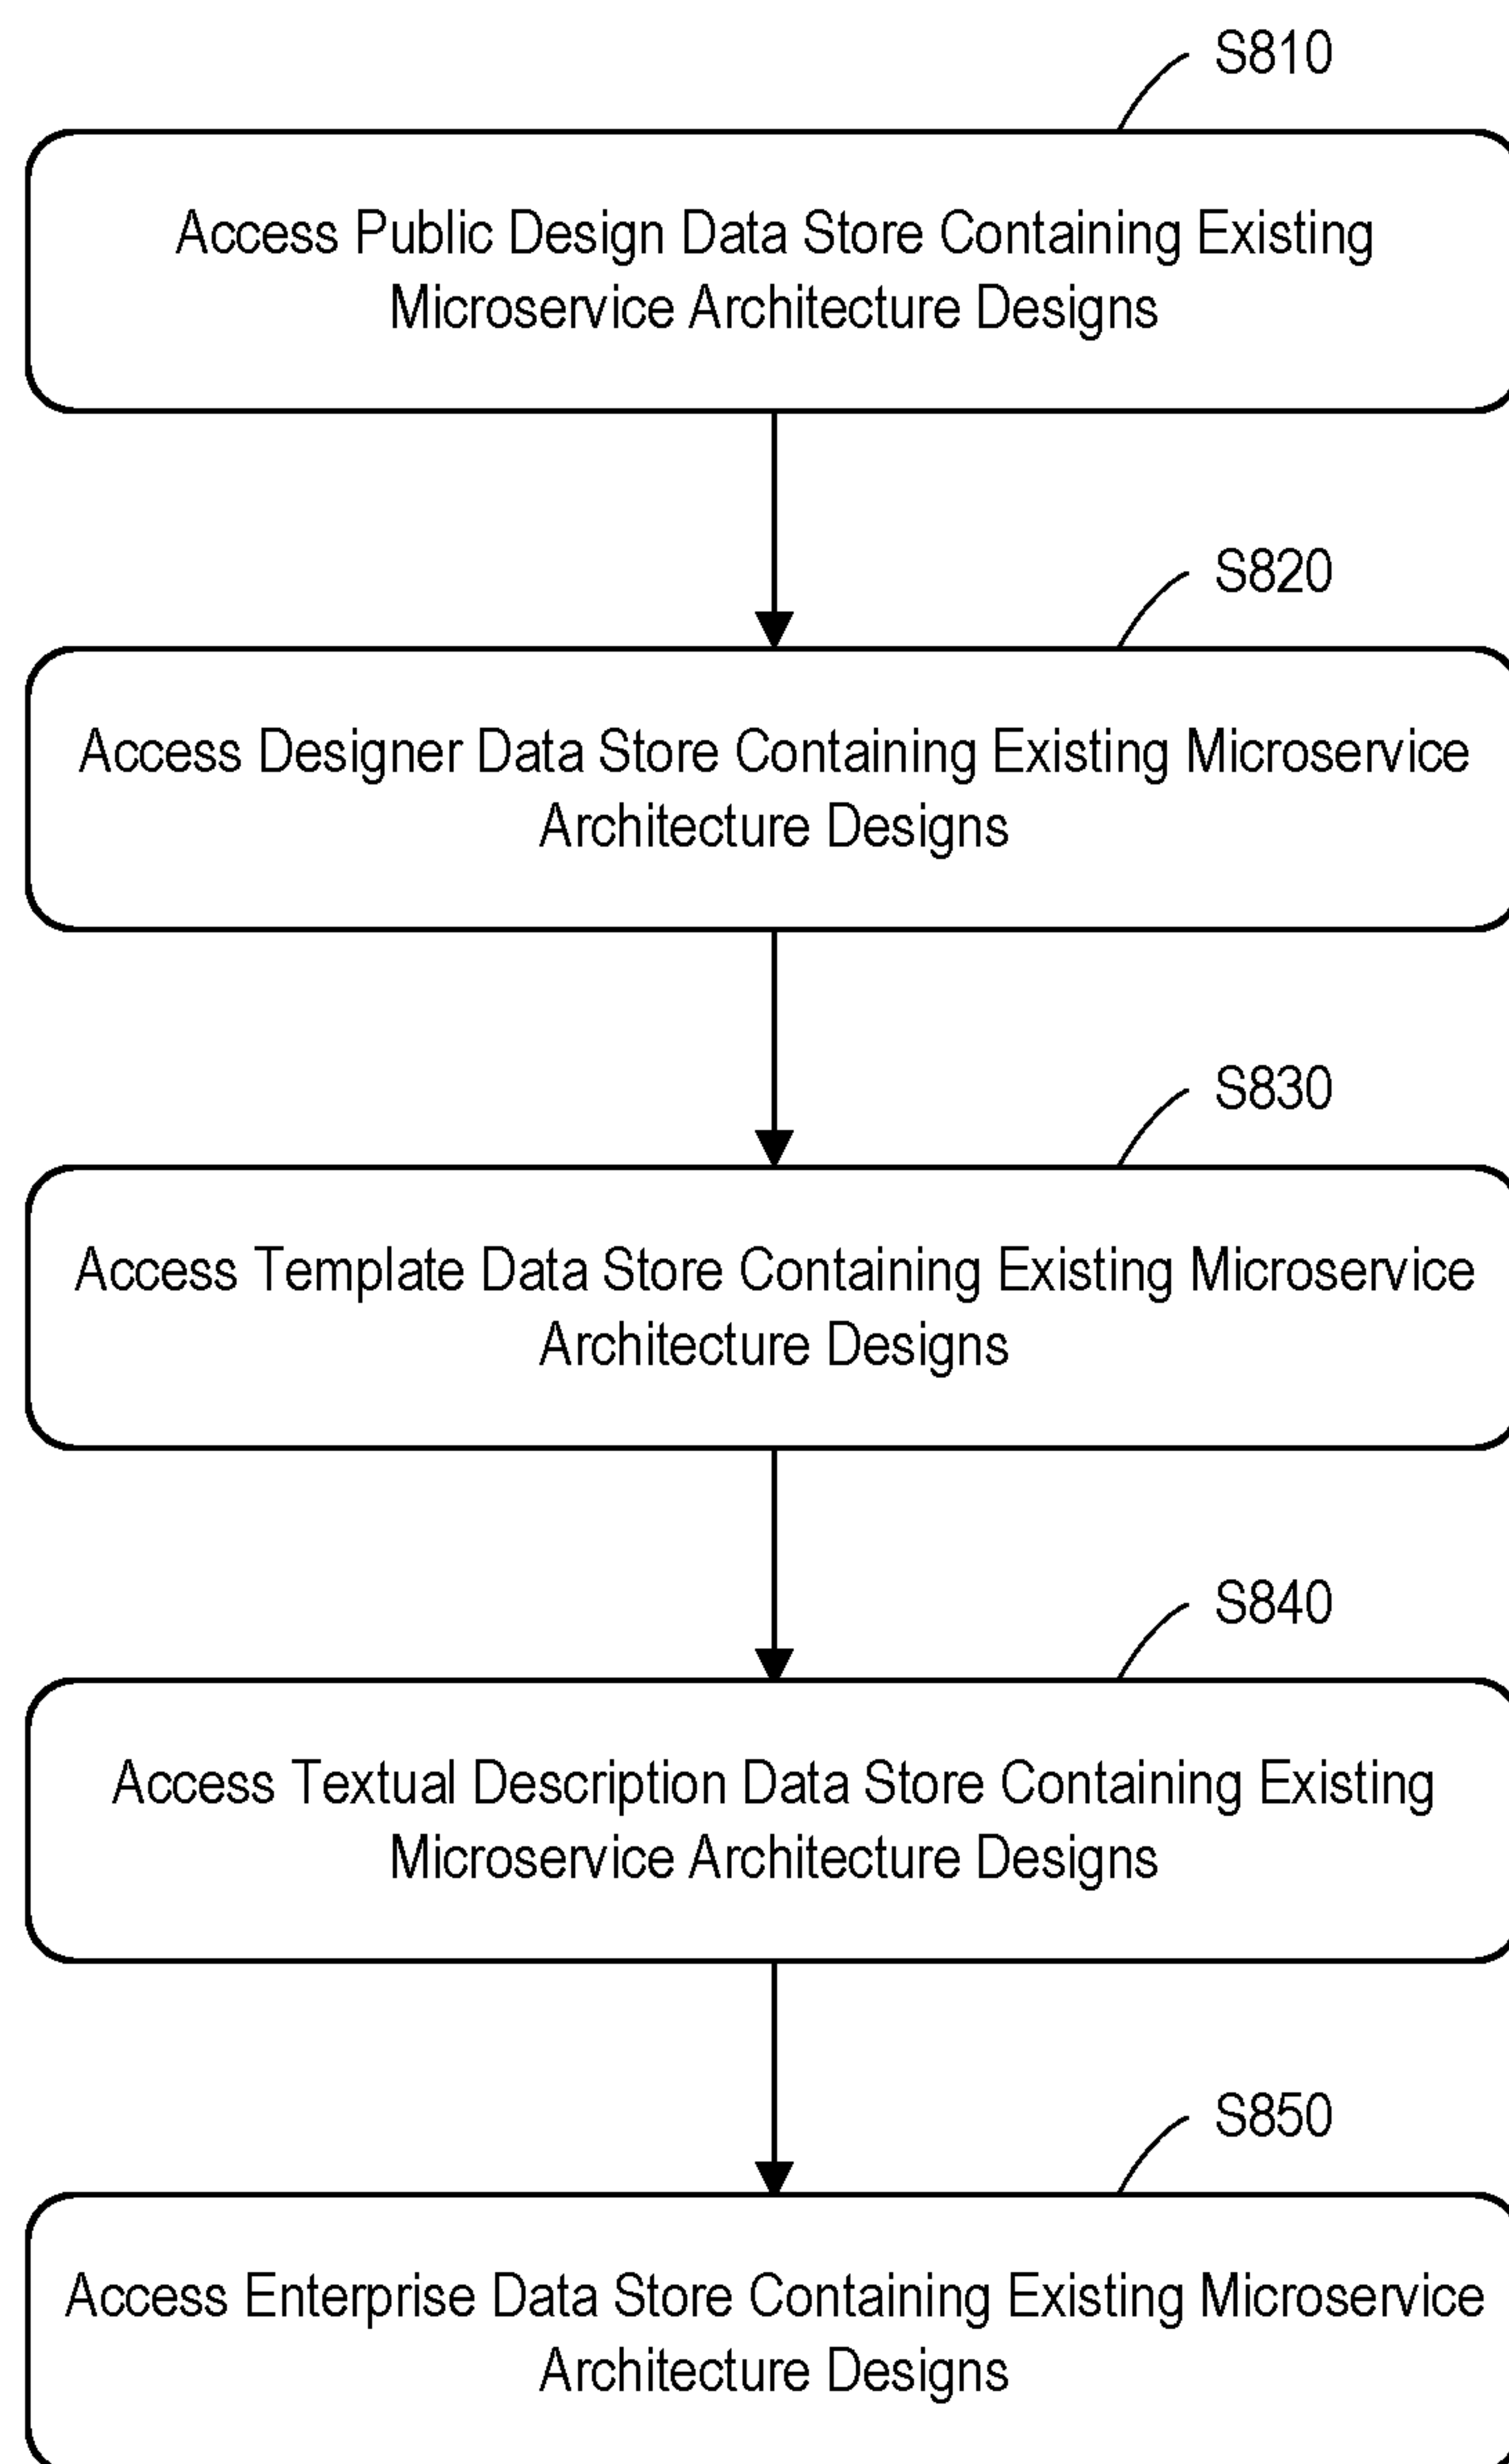 S810
Access Public Design Data Store Containing Existing
Microservice Architecture Designs
S820
Access Designer Data Store Containing Existing Microservice
Architecture Designs
S830
Access Template Data Store Containing Existing Microservice
Architecture Designs
S840
Access Textual Description Data Store Containing Existing
Microservice Architecture Designs
S850
Access Enterprise Data Store Containing Existing Microservice
Architecture Designs